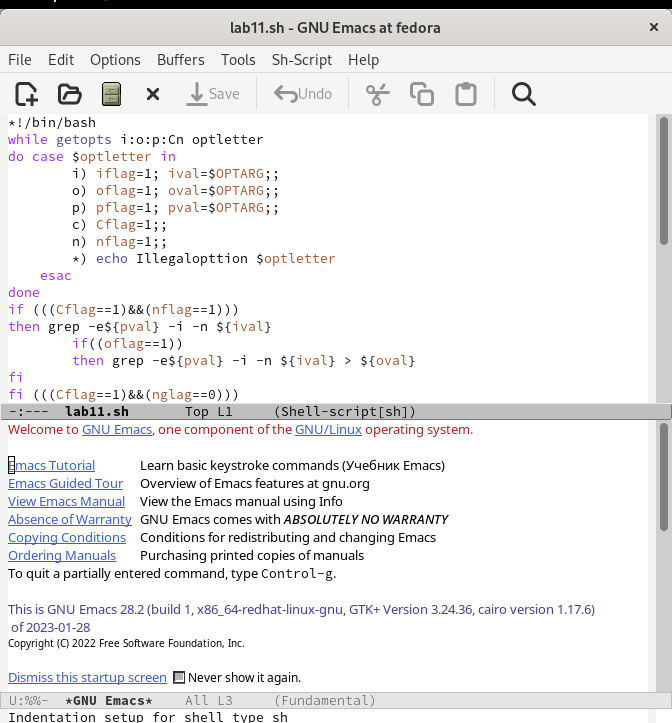 lab11.sh - GNU Emacs at fedora
File Edit Options Buffers Tools Sh-Script Help
Save Undo
*!/bin/bash
while getopts i:o:p:Cn optletter
do case $optletter in
        i) iflag=1; ival=$OPTARG;;
        o) oflag=1; oval=$OPTARG;;
        p) pflag=1; pval=$OPTARG;;
        c) Cflag=1;;
        n) nflag=1;;
        *) echo Illegalopttion $optletter
    esac
done
if (((Cflag==1)&&(nflag==1)))
then grep -e${pval} -i -n ${ival}
        if((oflag==1))
        then grep -e${pval} -i -n ${ival} > ${oval}
fi
fi (((Cflag==1)&&(nglag==0)))
-:--- lab11.sh Top L1 (Shell-script[sh])
Welcome to GNU Emacs, one component of the GNU/Linux operating system.
Emacs Tutorial Learn basic keystroke commands (Учебник Emacs)
Emacs Guided Tour Overview of Emacs features at gnu.org
View Emacs Manual View the Emacs manual using Info
Absence of Warranty GNU Emacs comes with ABSOLUTELY NO WARRANTY
Copying Conditions Conditions for redistributing and changing Emacs
Ordering Manuals Purchasing printed copies of manuals
To quit a partially entered command, type Control-g.
This is GNU Emacs 28.2 (build 1, x86_64-redhat-linux-gnu, GTK+ Version 3.24.36, cairo version 1.17.6)
of 2023-01-28
Copyright (C) 2022 Free Software Foundation, Inc.
Dismiss this startup screen Never show it again.
U:%%- *GNU Emacs* All L3 (Fundamental)
Indentation setup for shell type sh